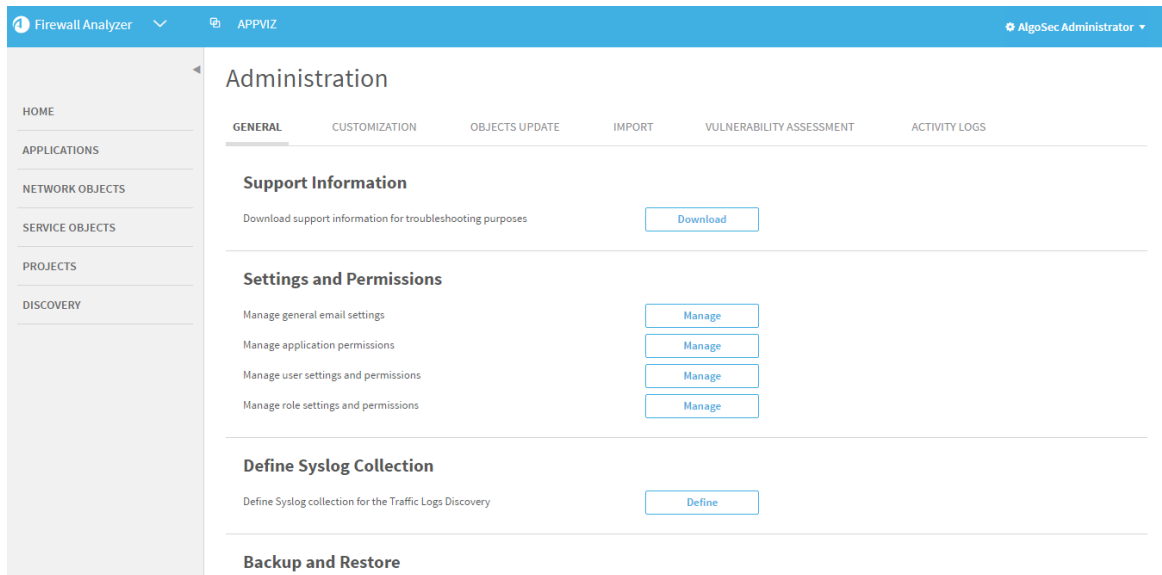 Firewall Analyzer
APPVIZ
AlgoSec Administrator
HOME
APPLICATIONS
NETWORK OBJECTS
SERVICE OBJECTS
PROJECTS
DISCOVERY
Administration
GENERAL CUSTOMIZATION OBJECTS UPDATE IMPORT VULNERABILITY ASSESSMENT ACTIVITY LOGS
Support Information
Download support information for troubleshooting purposes Download
Settings and Permissions
Manage general email settings Manage
Manage application permissions Manage
Manage user settings and permissions Manage
Manage role settings and permissions Manage
Define Syslog Collection
Define Syslog collection for the Traffic Logs Discovery Define
Backup and Restore